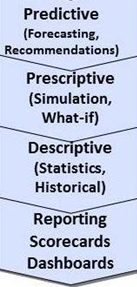 Predictive
(Forecasting,
Recommendations)
Prescriptive
(Simulation,
What-if)
Descriptive
(Statistics,
Historical)
Reporting
Scorecards
Dashboards